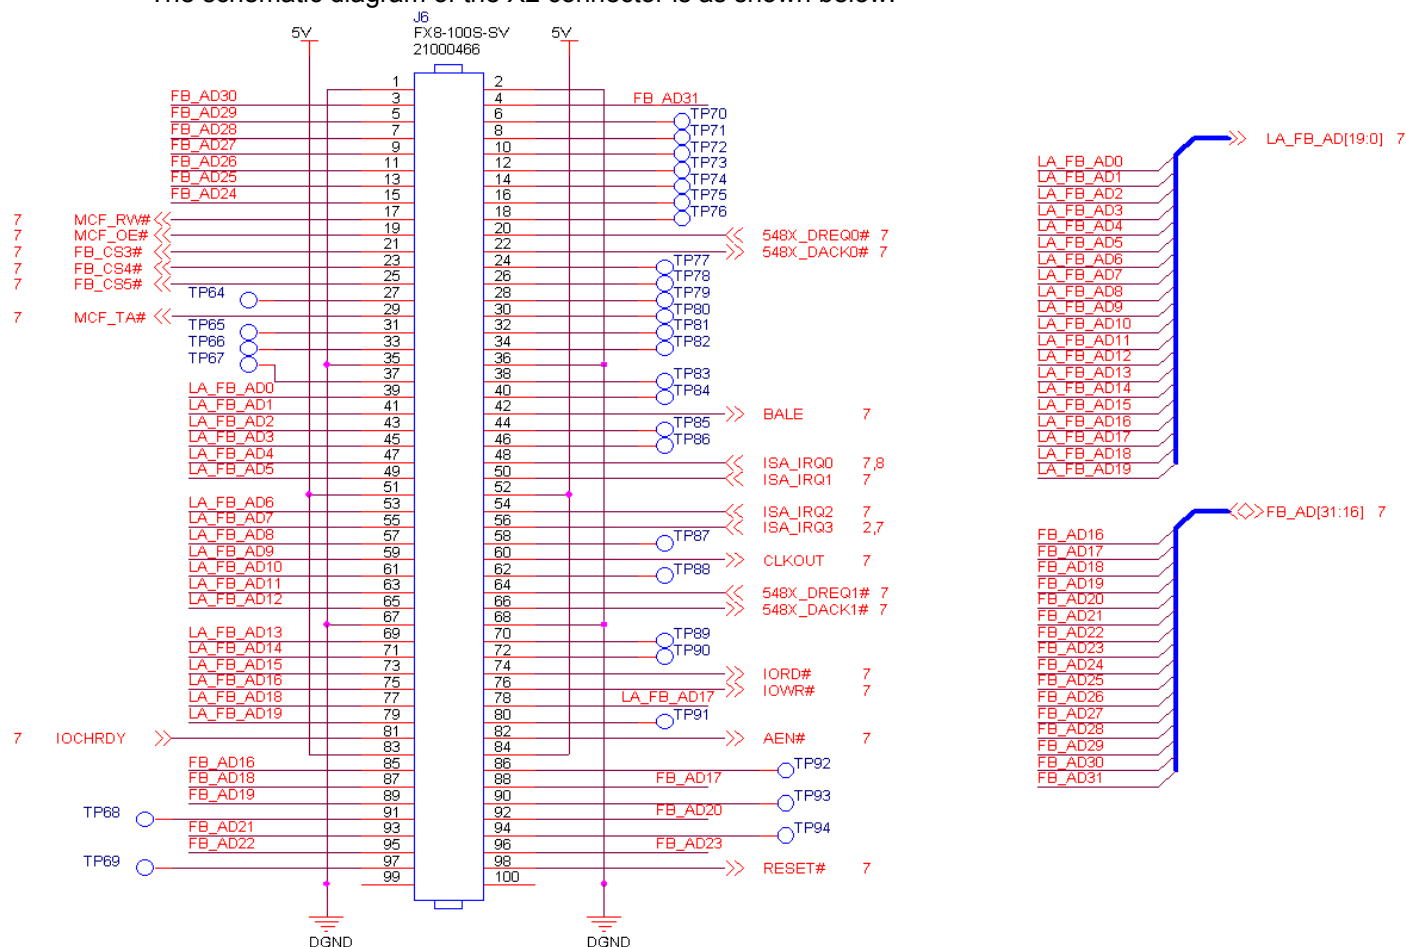 The schematic diagram of the X2 connector is as shown below.
J6
FX8-100S-SV
21000466
5V
5V
1 2
FB_AD30 3 4 FB_AD31
FB_AD29 5 6 TP70
FB_AD28 7 8 TP71
FB_AD27 9 10 TP72
FB_AD26 11 12 TP73
FB_AD25 13 14 TP74
FB_AD24 15 16 TP75
17 18 TP76
7 MCF_RW# 19 20 548X_DREQ0# 7
7 MCF_OE# 21 22 548X_DACK0# 7
7 FB_CS3# 23 24 TP77
7 FB_CS4# 25 26 TP78
7 FB_CS5# 27 28 TP79
TP64 29 30 TP80
7 MCF_TA# 31 32 TP81
TP65 33 34 TP82
TP66 35 36
TP67 37 38 TP83
LA_FB_AD0 39 40 TP84
LA_FB_AD1 41 42 BALE 7
LA_FB_AD2 43 44 TP85
LA_FB_AD3 45 46 TP86
LA_FB_AD4 47 48 ISA_IRQ0 7,8
LA_FB_AD5 49 50 ISA_IRQ1 7
51 52
LA_FB_AD6 53 54 ISA_IRQ2 7
LA_FB_AD7 55 56 ISA_IRQ3 2,7
LA_FB_AD8 57 58 TP87
LA_FB_AD9 59 60 CLKOUT 7
LA_FB_AD10 61 62 TP88
LA_FB_AD11 63 64 548X_DREQ1# 7
LA_FB_AD12 65 66 548X_DACK1# 7
67 68
LA_FB_AD13 69 70 TP89
LA_FB_AD14 71 72 TP90
LA_FB_AD15 73 74 IORD# 7
LA_FB_AD16 75 76 IOWR# 7
LA_FB_AD18 77 78 LA_FB_AD17
LA_FB_AD19 79 80 TP91
7 IOCHRDY 81 82 AEN# 7
83 84
FB_AD16 85 86 TP92
FB_AD18 87 88 FB_AD17
FB_AD19 89 90 TP93
TP68 91 92 FB_AD20
FB_AD21 93 94 TP94
FB_AD22 95 96 FB_AD23
TP69 97 98 RESET# 7
99 100
DGND
DGND
LA_FB_AD[19:0] 7
LA_FB_AD0
LA_FB_AD1
LA_FB_AD2
LA_FB_AD3
LA_FB_AD4
LA_FB_AD5
LA_FB_AD6
LA_FB_AD7
LA_FB_AD8
LA_FB_AD9
LA_FB_AD10
LA_FB_AD11
LA_FB_AD12
LA_FB_AD13
LA_FB_AD14
LA_FB_AD15
LA_FB_AD16
LA_FB_AD17
LA_FB_AD18
LA_FB_AD19
FB_AD[31:16] 7
FB_AD16
FB_AD17
FB_AD18
FB_AD19
FB_AD20
FB_AD21
FB_AD22
FB_AD23
FB_AD24
FB_AD25
FB_AD26
FB_AD27
FB_AD28
FB_AD29
FB_AD30
FB_AD31